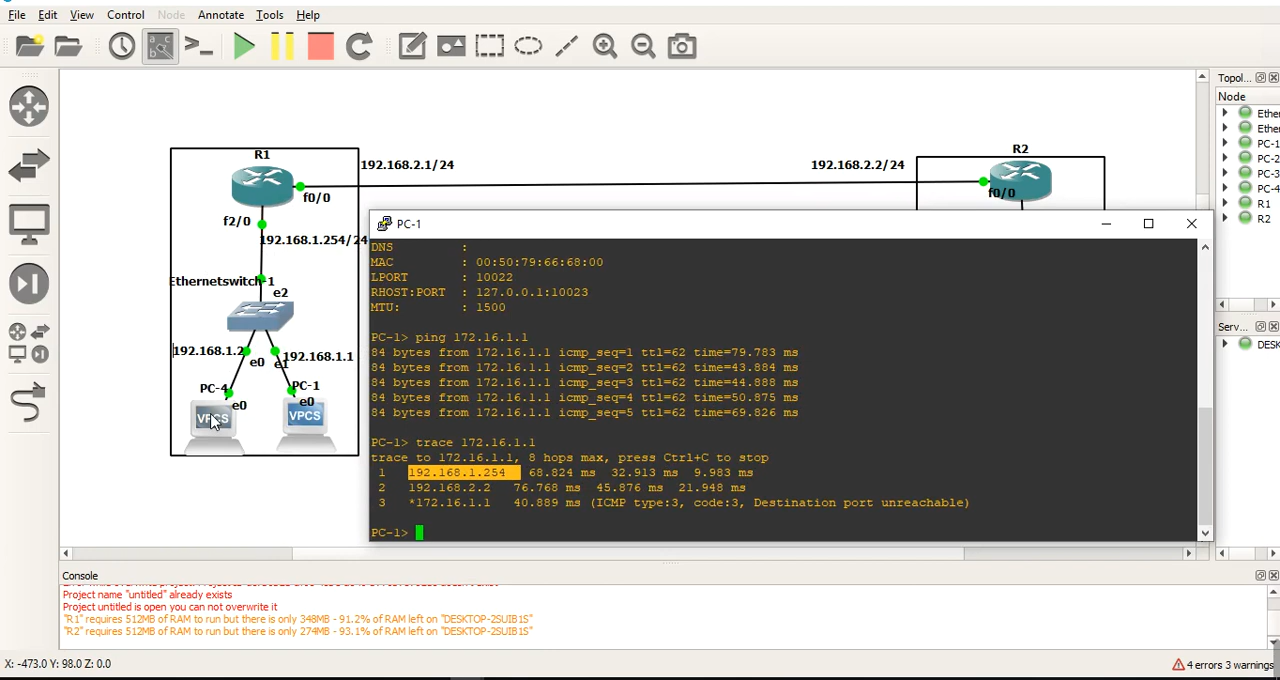 File Edit View Control Node Annotate Tools Help
Topol...
Node
Ether
Ether
PC-1
PC-2
PC-3
PC-4
R1
R2
R1
192.168.2.1/24
192.168.2.2/24
R2
f0/0
f0/0
f2/0
192.168.1.254/24
Ethernetswitch-1
e2
192.168.1.2
192.168.1.1
e0
e1
PC-4
PC-1
e0
e0
VPCS
VPCS
PC-1
DNS :
MAC : 00:50:79:66:68:00
LPORT : 10022
RHOST:PORT : 127.0.0.1:10023
MTU: : 1500
PC-1> ping 172.16.1.1
84 bytes from 172.16.1.1 icmp_seq=1 ttl=62 time=79.783 ms
84 bytes from 172.16.1.1 icmp_seq=2 ttl=62 time=43.884 ms
84 bytes from 172.16.1.1 icmp_seq=3 ttl=62 time=44.888 ms
84 bytes from 172.16.1.1 icmp_seq=4 ttl=62 time=50.875 ms
84 bytes from 172.16.1.1 icmp_seq=5 ttl=62 time=69.826 ms
PC-1> trace 172.16.1.1
trace to 172.16.1.1, 8 hops max, press Ctrl+C to stop
1 192.168.1.254 68.824 ms 32.913 ms 9.983 ms
2 192.168.2.2 76.768 ms 45.876 ms 21.948 ms
3 *172.16.1.1 40.889 ms (ICMP type:3, code:3, Destination port unreachable)
PC-1>
Serv...
DESK
Console
Project name "untitled" already exists
Project untitled is open you can not overwrite it
"R1" requires 512MB of RAM to run but there is only 348MB - 91.2% of RAM left on "DESKTOP-2SUIB1S"
"R2" requires 512MB of RAM to run but there is only 274MB - 93.1% of RAM left on "DESKTOP-2SUIB1S"
X: -473.0 Y: 98.0 Z: 0.0
4 errors 3 warnings